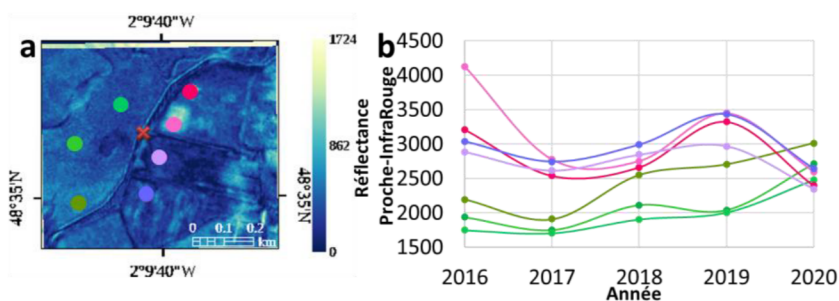 a
2°9'40"W
1724
862
0
Réflectance
48°35'N
48°35'N
0 0.1 0.2
km
2°9'40"W
b
4500
4000
3500
3000
2500
2000
1500
Proche-InfraRouge
2016 2017 2018 2019 2020
Année